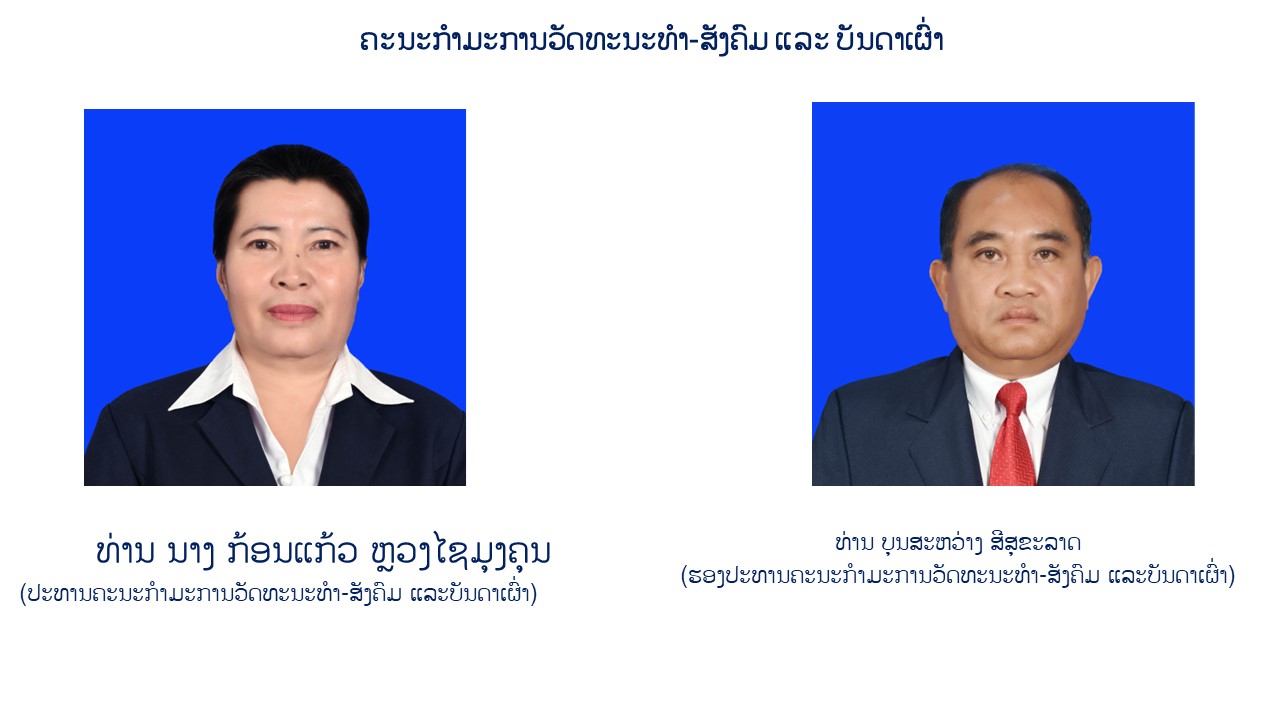 ຄະນະກຳມະການວັດທະນະທຳ-ສັງຄົມ ແລະ ບັນດາເຜົ່າ
ທ່ານ ນາງ ກ້ອນແກ້ວ ຫຼວງໄຊມຸງຄຸນ
(ປະທານຄະນະກຳມະການວັດທະນະທຳ-ສັງຄົມ ແລະບັນດາເຜົ່າ)
ທ່ານ ບຸນສະຫວ່າງ ສີສຸຂະລາດ
(ຮອງປະທານຄະນະກຳມະການວັດທະນະທຳ-ສັງຄົມ ແລະບັນດາເຜົ່າ)